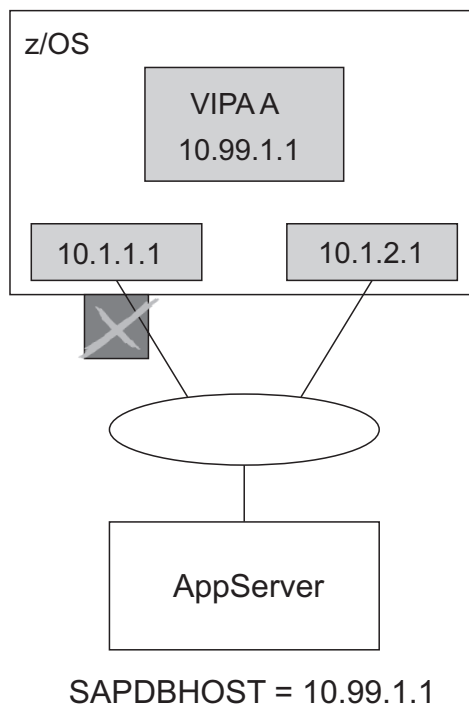 z/OS
VIPA A
10.99.1.1
10.1.1.1
10.1.2.1
AppServer
SAPDBHOST = 10.99.1.1